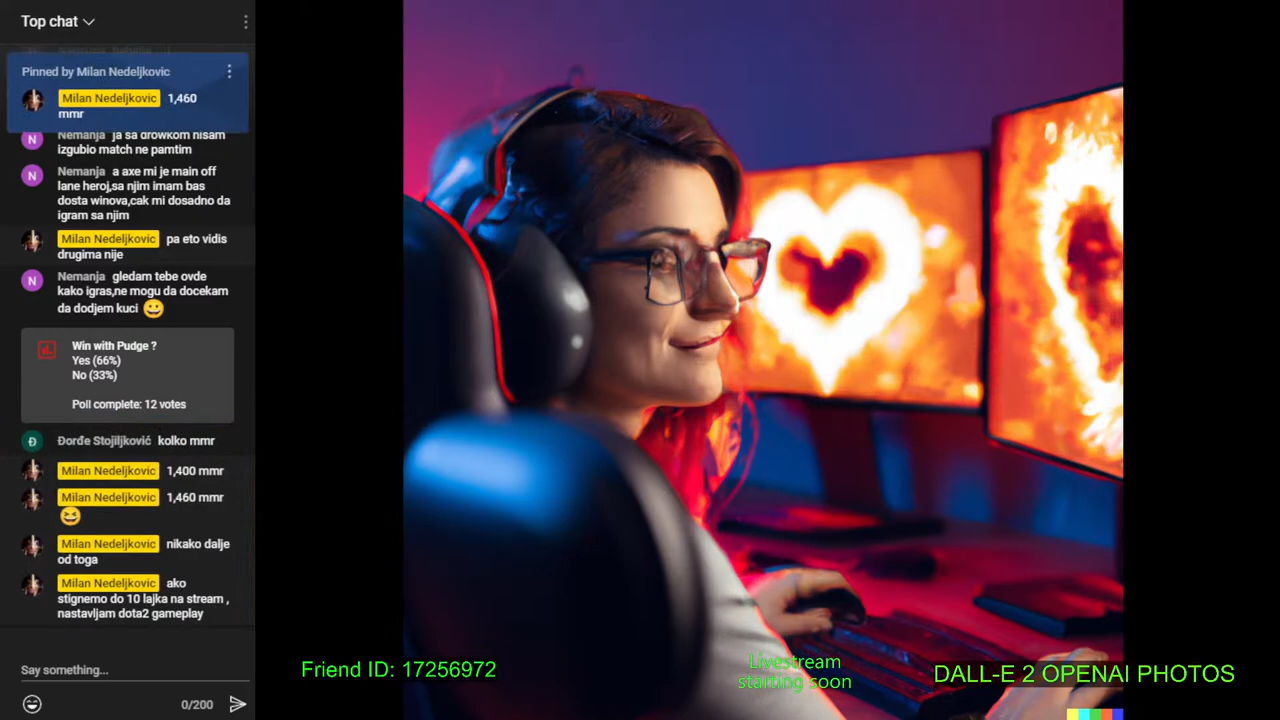 Top chat
Pinned by Milan Nedeljkovic
Milan Nedeljkovic 1,460
mmr
Nemanja ja sa drowkom nisam
izgubio match ne pamtim
N
Nemanja a axe mi je main off
lane heroj,sa njim imam bas
dosta winova,cak mi dosadno da
igram sa njim
N
Milan Nedeljkovic pa eto vidis
drugima nije
Nemanja gledam tebe ovde
kako igras,ne mogu da docekam
da dodjem kuci 😀
N
Win with Pudge ?
Yes (66%)
No (33%)
Poll complete: 12 votes
Đ
Đorđe Stojiljković kolko mmr
Milan Nedeljkovic 1,400 mmr
Milan Nedeljkovic 1,460 mmr
😆
Milan Nedeljkovic nikako dalje
od toga
Milan Nedeljkovic ako
stignemo do 10 lajka na stream ,
nastavljam dota2 gameplay
Say something...
0/200
Friend ID: 17256972
Livestream
starting soon
DALL-E 2 OPENAI PHOTOS